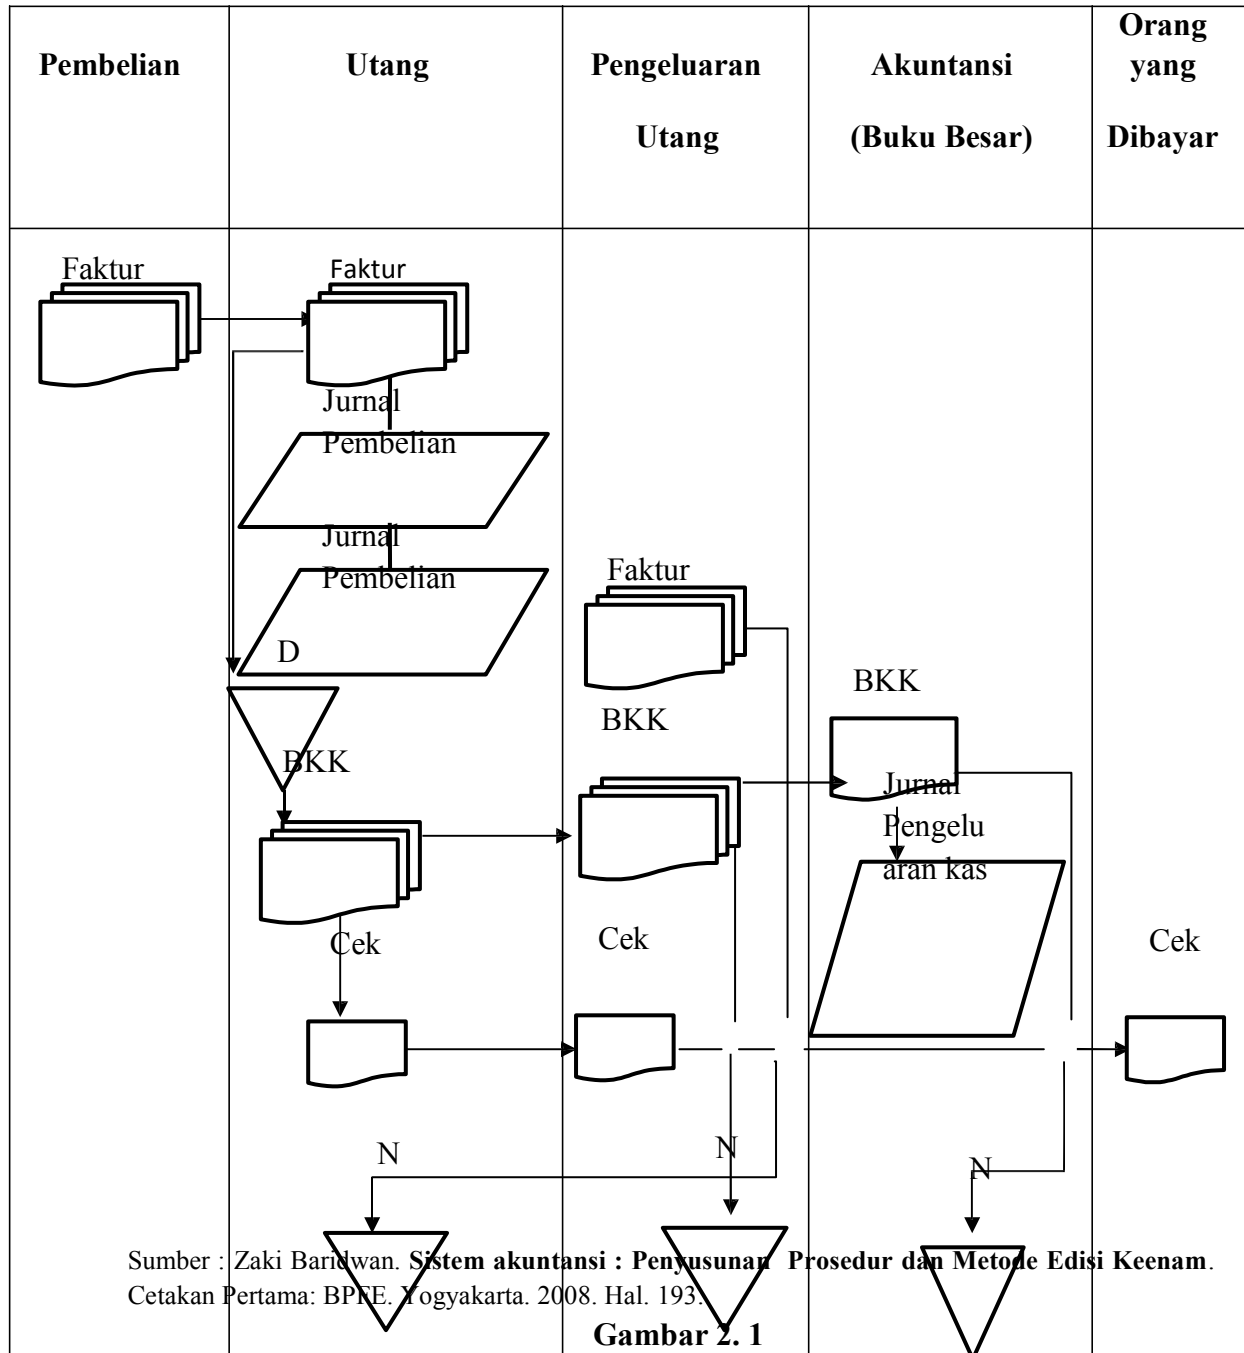 Pembelian
Utang
Pengeluaran
Utang
Akuntansi
(Buku Besar)
Orang
yang
Dibayar
Faktur
Faktur
Jurnal
Pembelian
Jurnal
Pembelian
D
BKK
Cek
N
Faktur
BKK
Cek
N
BKK
Jurnal
Pengelu
aran kas
N
Cek
Sumber : Zaki Baridwan. Sistem akuntansi : Penyusunan Prosedur dan Metode Edisi Keenam.
Cetakan Pertama: BPFE. Yogyakarta. 2008. Hal. 193.
Gambar 2. 1